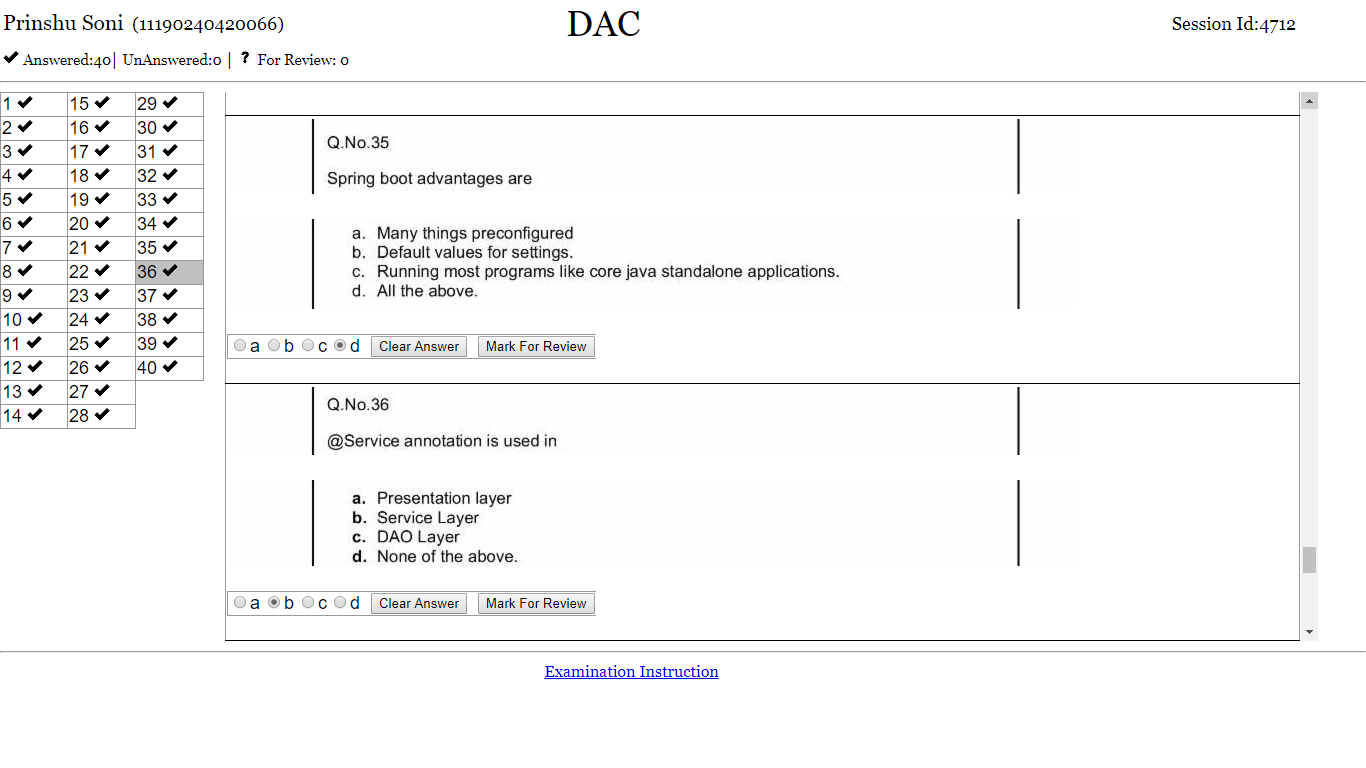 Prinshu Soni (11190240420066) DAC Session Id:4712
✔ Answered:40| UnAnswered:0 | ? For Review: 0
1 ✔ 15 ✔ 29 ✔
2 ✔ 16 ✔ 30 ✔
3 ✔ 17 ✔ 31 ✔
4 ✔ 18 ✔ 32 ✔
5 ✔ 19 ✔ 33 ✔
6 ✔ 20 ✔ 34 ✔
7 ✔ 21 ✔ 35 ✔
8 ✔ 22 ✔ 36 ✔
9 ✔ 23 ✔ 37 ✔
10 ✔ 24 ✔ 38 ✔
11 ✔ 25 ✔ 39 ✔
12 ✔ 26 ✔ 40 ✔
13 ✔ 27 ✔
14 ✔ 28 ✔
Q.No.35
Spring boot advantages are
a. Many things preconfigured
b. Default values for settings.
c. Running most programs like core java standalone applications.
d. All the above.
a b c d Clear Answer Mark For Review
Q.No.36
@Service annotation is used in
a. Presentation layer
b. Service Layer
c. DAO Layer
d. None of the above.
a b c d Clear Answer Mark For Review
Examination Instruction